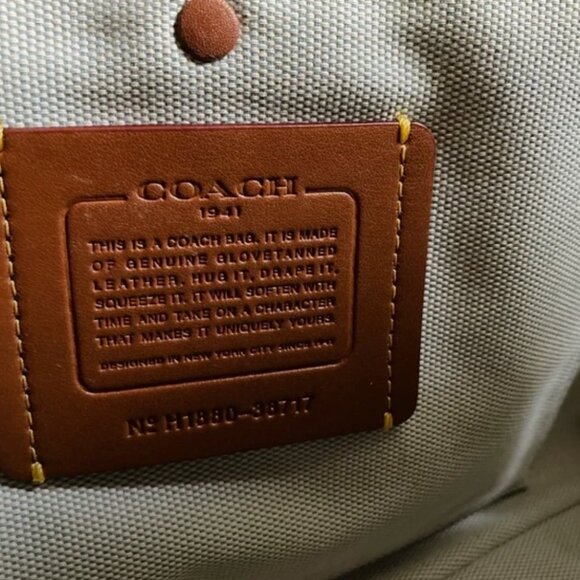 COACH
1941
THIS IS A COACH BAG. IT IS MADE
OF GENUINE GLOVETANNED
LEATHER. HUG IT, DRAPE IT,
SQUEEZE IT. IT WILL SOFTEN WITH
TIME AND TAKE ON A CHARACTER
THAT MAKES IT UNIQUELY YOURS.
DESIGNED IN NEW YORK CITY SINCE 1941
Nº H1880-38717